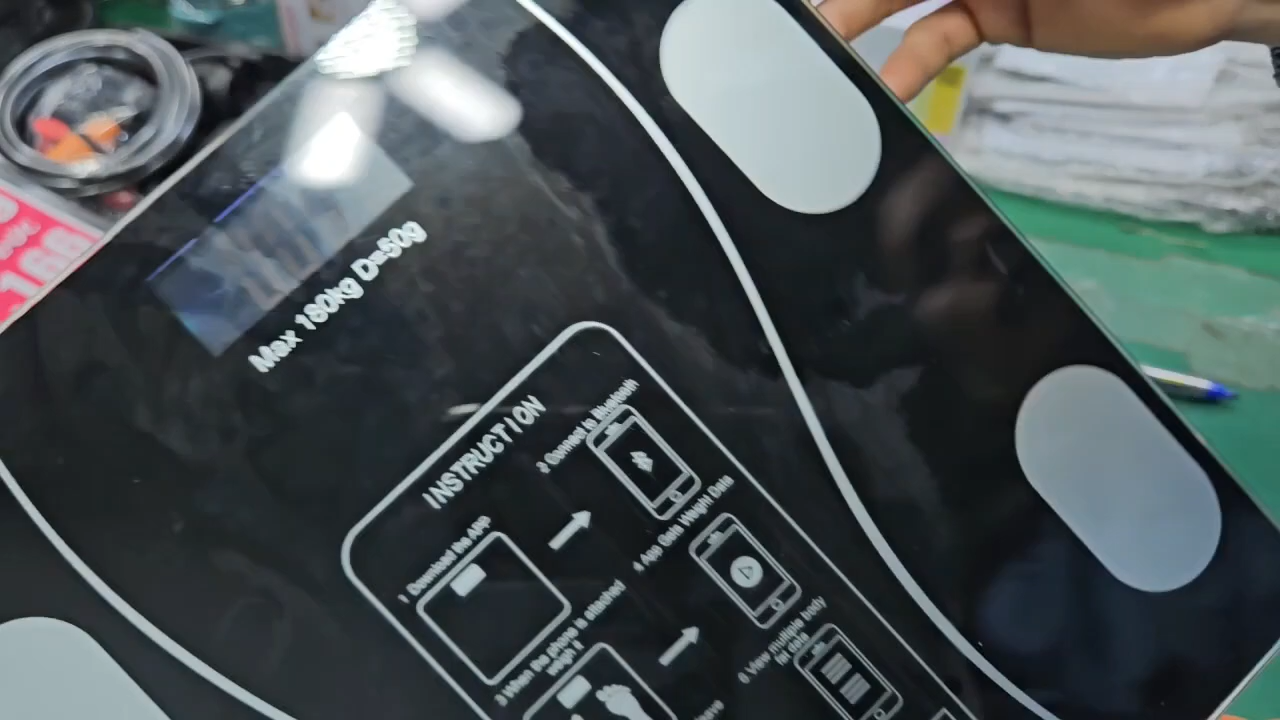 Max 180kg D=50g
INSTRUCTION
1 Download the App
2 Connect to Bluetooth
3 When the phone is attached
weigh it
4 App Gets Weight Data
6 View multiple body
fat data
166